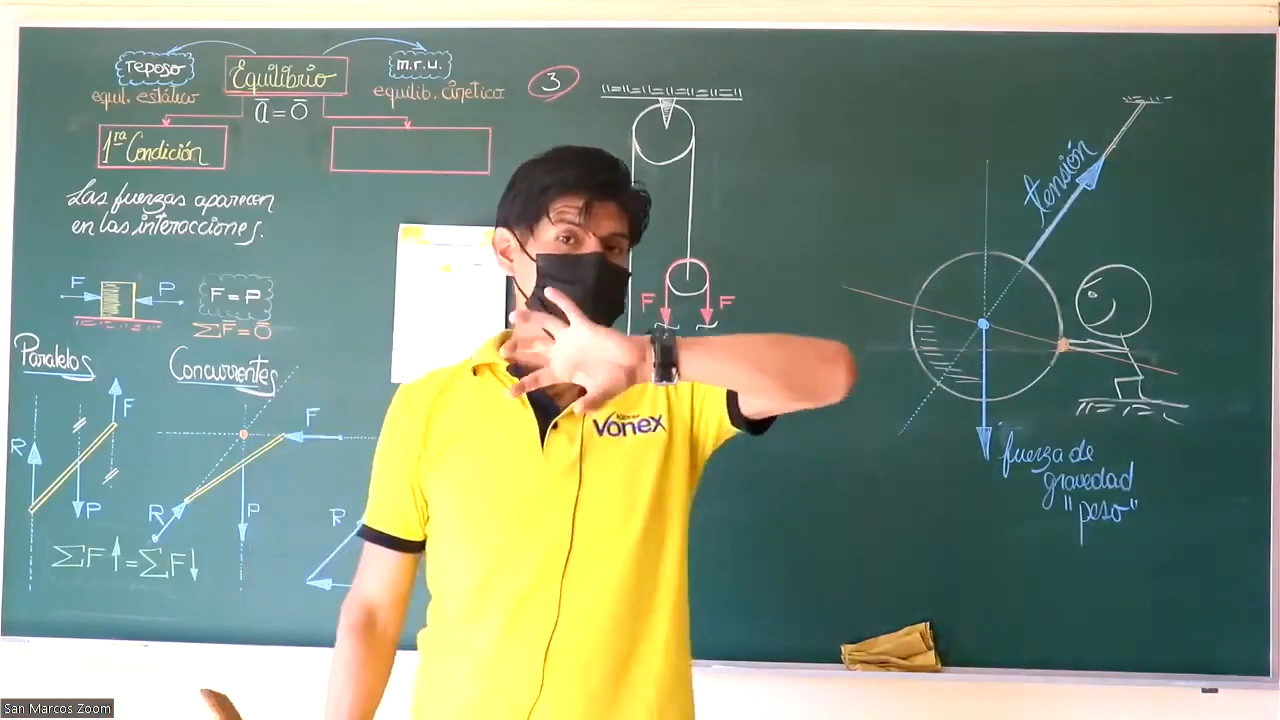 reposo
Equilibrio
m.r.u.
equil. estático
equilib. cinético
a = 0
1ra Condición
Las fuerzas aparecen
en las interacciones.
F
P
F = P
ΣF = 0
Paralelos
Concurrentes
F
R
P
ΣF↑ = ΣF↓
F
R
P
R
3
F
F
tensión
fuerza de
gravedad
"peso"
Vonex
San Marcos Zoom